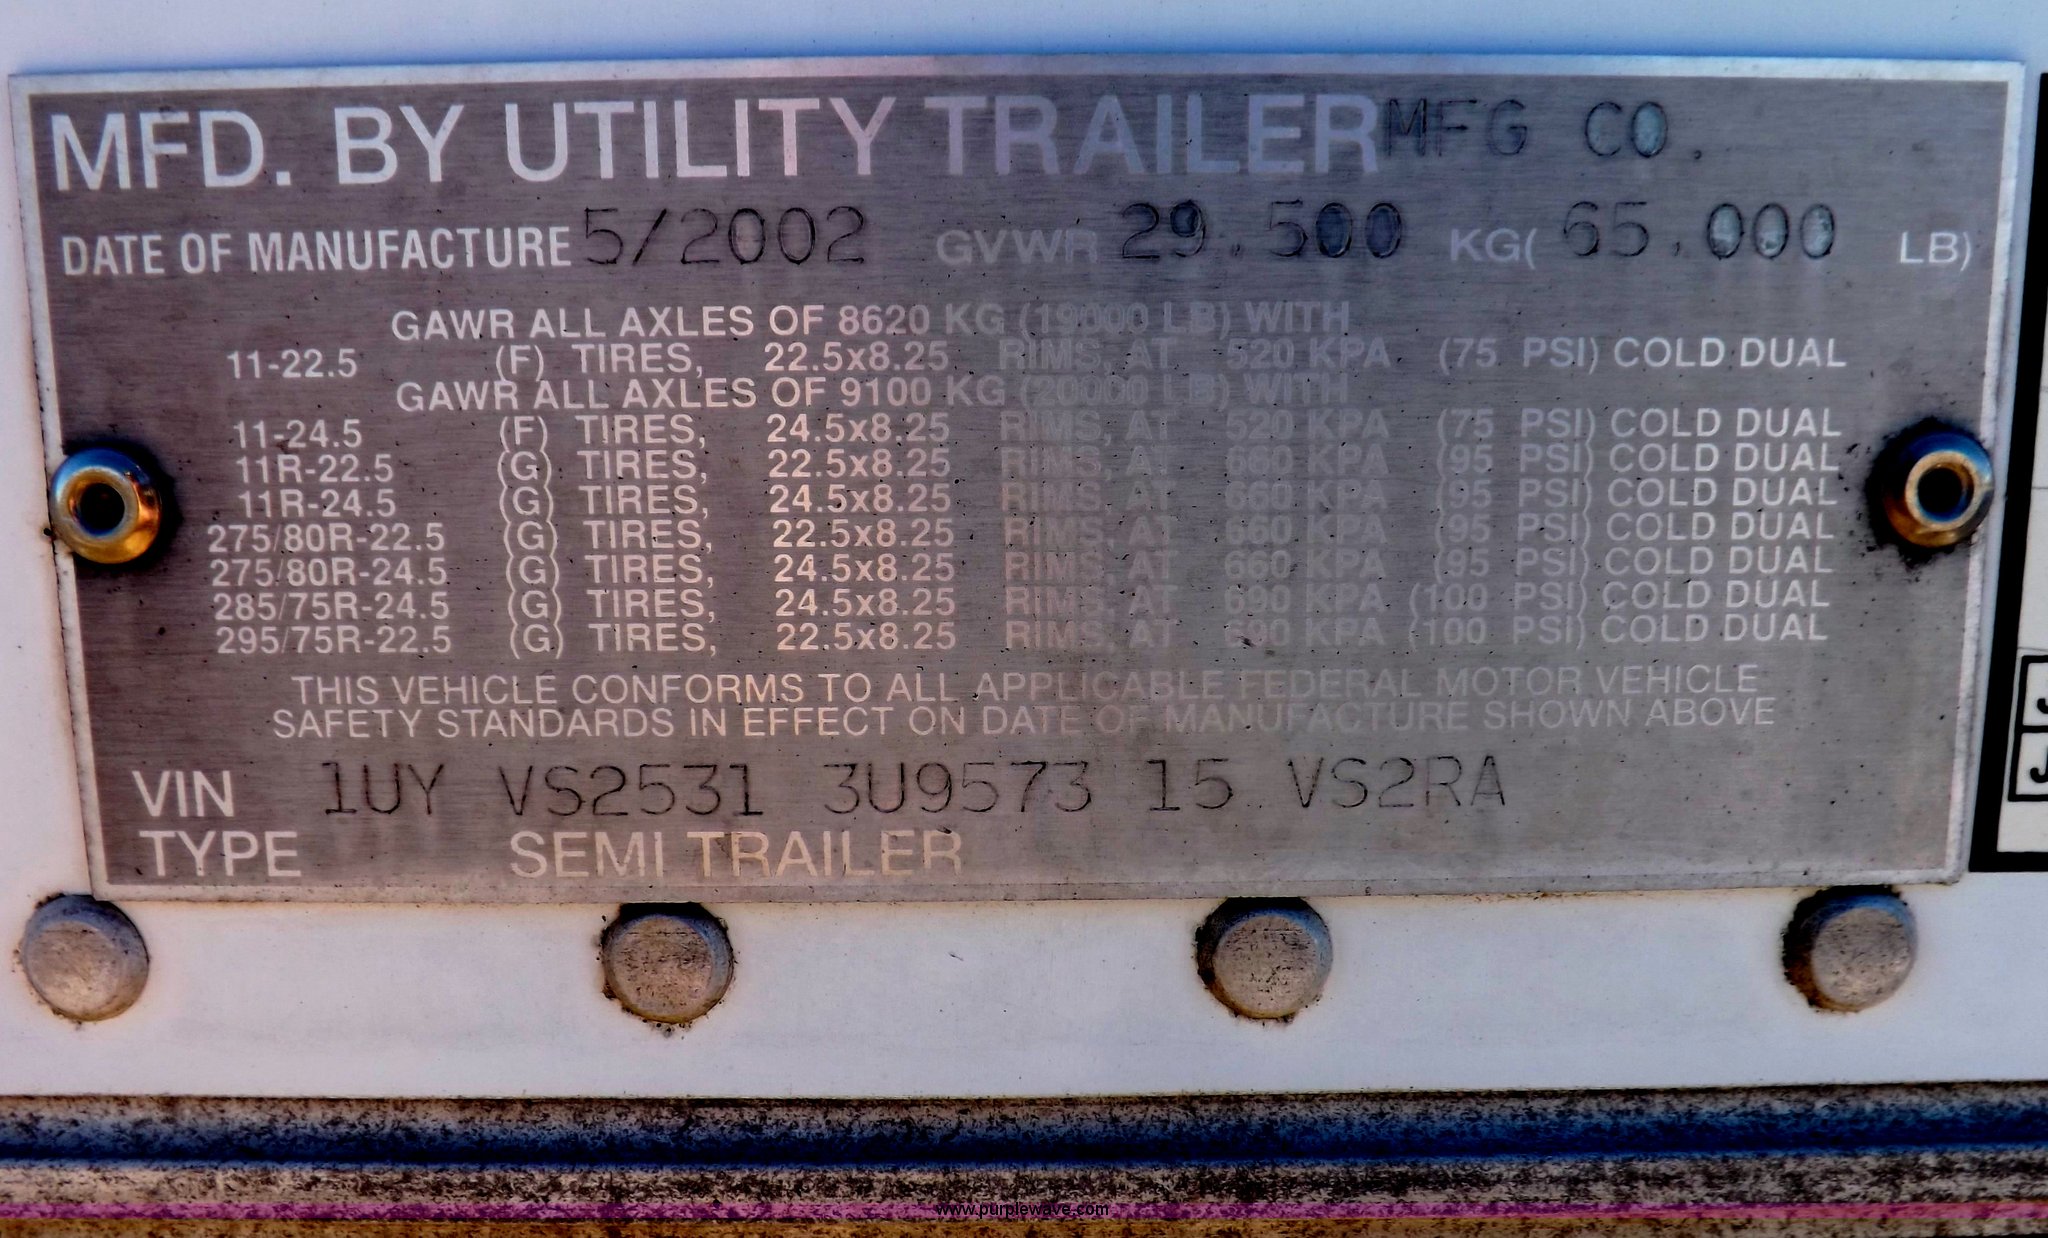 MFD. BY UTILITY TRAILER MFG CO.
DATE OF MANUFACTURE 5/2002 GVWR 29.500 KG( 65.000 LB)
GAWR ALL AXLES OF 8620 KG (19000 LB) WITH
11-22.5 (F) TIRES, 22.5x8.25 RIMS, AT 520 KPA (75 PSI) COLD DUAL
GAWR ALL AXLES OF 9100 KG (20000 LB) WITH
11-24.5 (F) TIRES, 24.5x8.25 RIMS, AT 520 KPA (75 PSI) COLD DUAL
11R-22.5 (G) TIRES, 22.5x8.25 RIMS, AT 660 KPA (95 PSI) COLD DUAL
11R-24.5 (G) TIRES, 24.5x8.25 RIMS, AT 660 KPA (95 PSI) COLD DUAL
275/80R-22.5 (G) TIRES, 22.5x8.25 RIMS, AT 660 KPA (95 PSI) COLD DUAL
275/80R-24.5 (G) TIRES, 24.5x8.25 RIMS, AT 660 KPA (95 PSI) COLD DUAL
285/75R-24.5 (G) TIRES, 24.5x8.25 RIMS, AT 690 KPA (100 PSI) COLD DUAL
295/75R-22.5 (G) TIRES, 22.5x8.25 RIMS, AT 690 KPA (100 PSI) COLD DUAL
THIS VEHICLE CONFORMS TO ALL APPLICABLE FEDERAL MOTOR VEHICLE
SAFETY STANDARDS IN EFFECT ON DATE OF MANUFACTURE SHOWN ABOVE
VIN 1UY VS2531 3U9573 15 VS2RA
TYPE SEMI TRAILER
www.purplewave.com